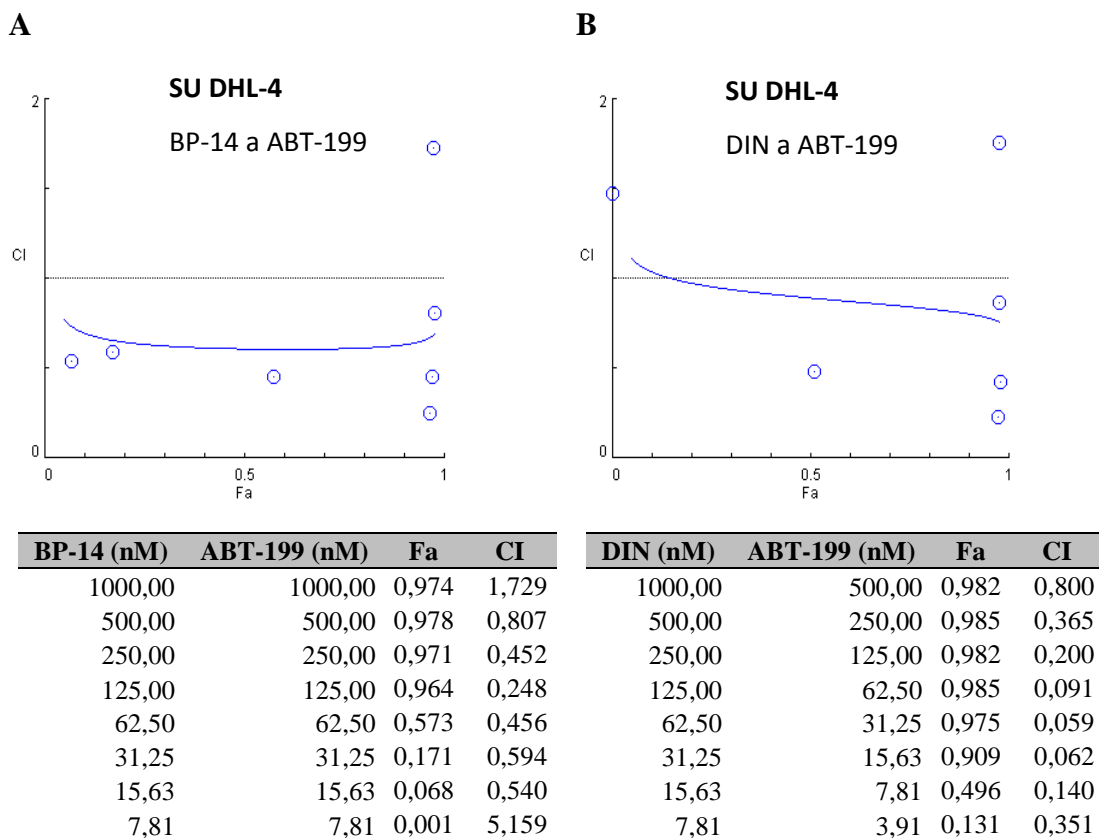 A
B
SU DHL-4
BP-14 a ABT-199
2
CI
0
0
0.5
1
Fa
SU DHL-4
DIN a ABT-199
2
CI
0
0
0.5
1
Fa
BP-14 (nM) ABT-199 (nM) Fa CI
1000,00 1000,00 0,974 1,729
500,00 500,00 0,978 0,807
250,00 250,00 0,971 0,452
125,00 125,00 0,964 0,248
62,50 62,50 0,573 0,456
31,25 31,25 0,171 0,594
15,63 15,63 0,068 0,540
7,81 7,81 0,001 5,159
DIN (nM) ABT-199 (nM) Fa CI
1000,00 500,00 0,982 0,800
500,00 250,00 0,985 0,365
250,00 125,00 0,982 0,200
125,00 62,50 0,985 0,091
62,50 31,25 0,975 0,059
31,25 15,63 0,909 0,062
15,63 7,81 0,496 0,140
7,81 3,91 0,131 0,351